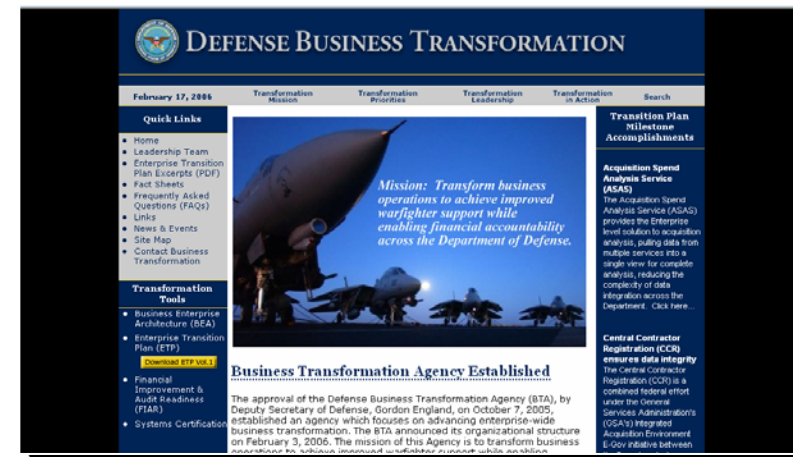 DEFENSE BUSINESS TRANSFORMATION
February 17, 2006
Transformation
Mission
Transformation
Priorities
Transformation
Leadership
Transformation
in Action
Search
Quick Links
Home
Leadership Team
Enterprise Transition
Plan Excerpts (PDF)
Fact Sheets
Frequently Asked
Questions (FAQs)
Links
News & Events
Site Map
Contact Business
Transformation
Transformation
Tools
Business Enterprise
Architecture (BEA)
Enterprise Transition
Plan (ETP)
Download ETP Vol.1
Financial
Improvement &
Audit Readiness
(FIAR)
Systems Certification
Mission: Transform business
operations to achieve improved
warfighter support while
enabling financial accountability
across the Department of Defense.
Business Transformation Agency Established
The approval of the Defense Business Transformation Agency (BTA), by
Deputy Secretary of Defense, Gordon England, on October 7, 2005,
established an agency which focuses on advancing enterprise-wide
business transformation. The BTA announced its organizational structure
on February 3, 2006. The mission of this Agency is to transform business
operations to achieve improved warfighter support while enabling
Transition Plan
Milestone
Accomplishments
Acquisition Spend
Analysis Service
(ASAS)
The Acquisition Spend
Analysis Service (ASAS)
provides the Enterprise
level solution to acquisition
analysis, pulling data from
multiple services into a
single view for complete
analysis, reducing the
complexity of data
integration across the
Department. Click here...
Central Contractor
Registration (CCR)
ensures data integrity
The Central Contractor
Registration (CCR) is a
combined federal effort
under the General
Services Administration's
(GSA's) Integrated
Acquisition Environment
E-Gov initiative between